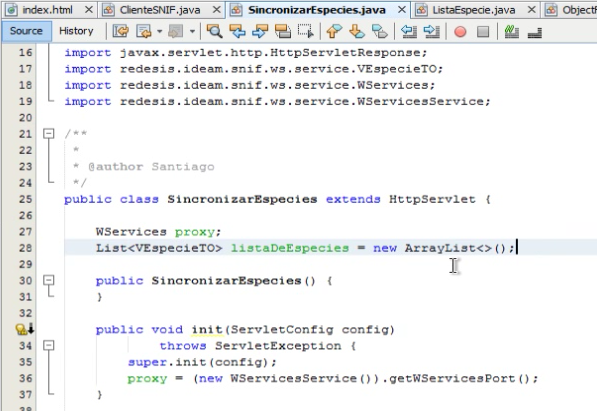 index.html ClienteSNIF.java SincronizarEspecies.java ListaEspecie.java
Source History
16 import javax.servlet.http.HttpServletResponse;
17 import redesis.ideam.snif.ws.service.VEspecieTO;
18 import redesis.ideam.snif.ws.service.WServices;
19 import redesis.ideam.snif.ws.service.WServicesService;
20
21 /**
22 *
23 * @author Santiago
24 */
25 public class SincronizarEspecies extends HttpServlet {
26
27 WServices proxy;
28 List<VEspecieTO> listaDeEspecies = new ArrayList<>();
29
30 public SincronizarEspecies() {
31 }
32
public void init(ServletConfig config)
34 throws ServletException {
35 super.init(config);
36 proxy = (new WServicesService()).getWServicesPort();
37 }